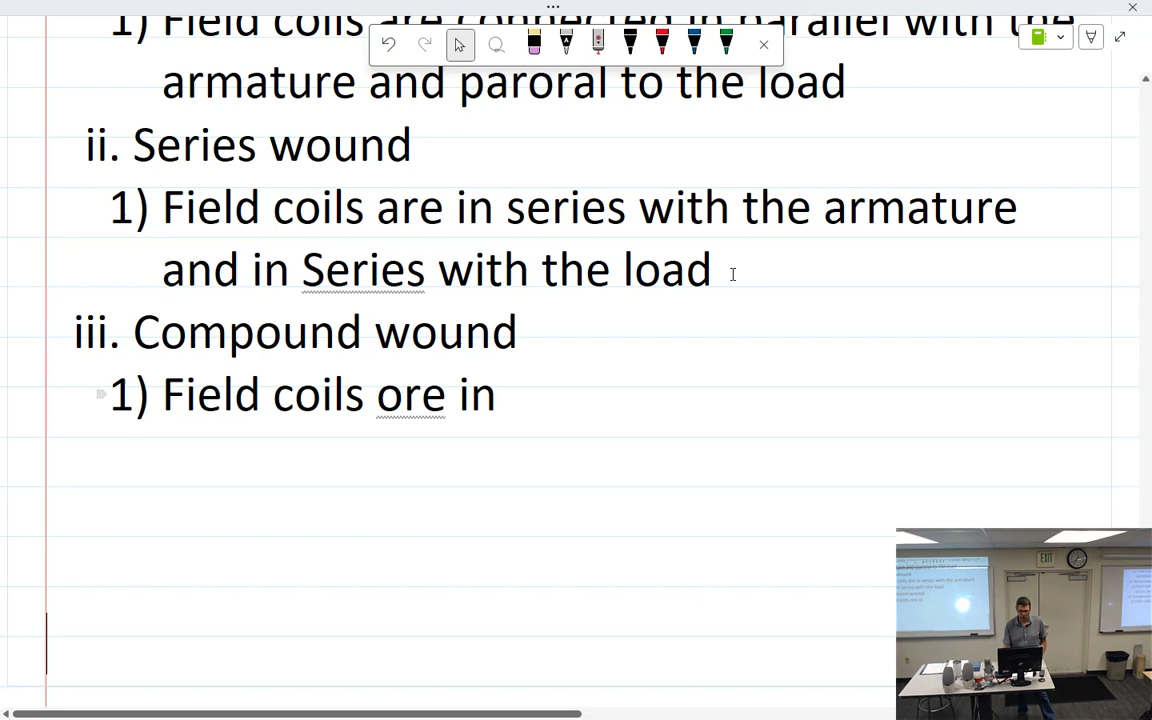 1) Field coils are connected in parallel with the
armature and paroral to the load
ii. Series wound
1) Field coils are in series with the armature
and in Series with the load
iii. Compound wound
1) Field coils ore in
EXIT